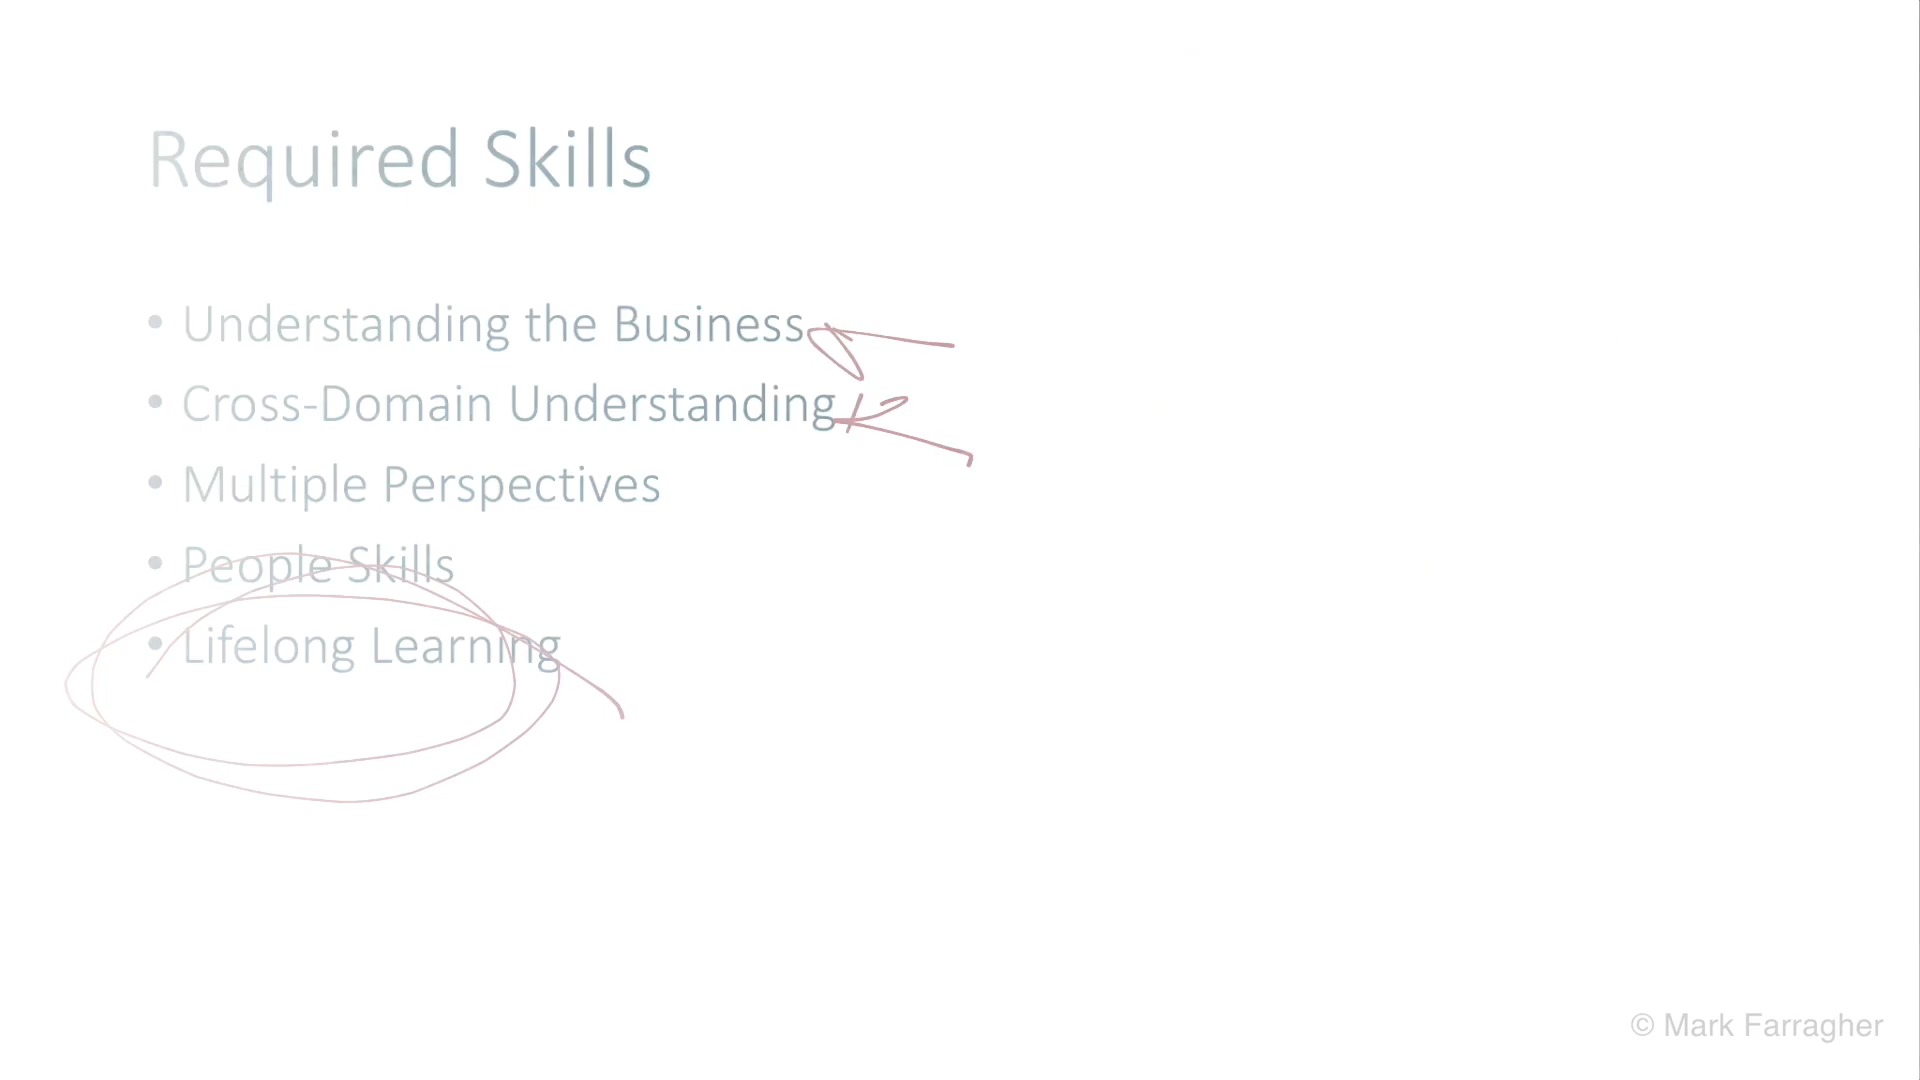 Required Skills
• Understanding the Business
• Cross-Domain Understanding
• Multiple Perspectives
• People Skills
• Lifelong Learning
© Mark Farragher